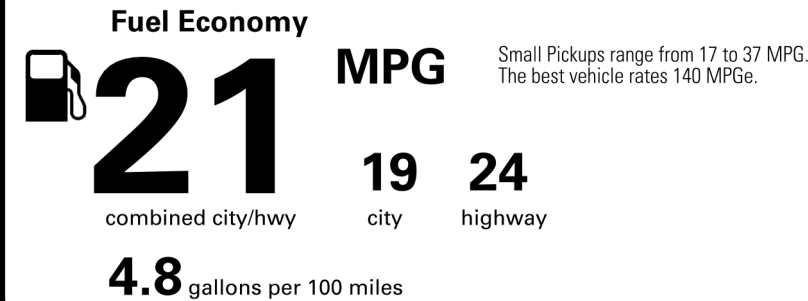 Fuel Economy
21 MPG
Small Pickups range from 17 to 37 MPG.
The best vehicle rates 140 MPGe.
combined city/hwy
19 city
24 highway
4.8 gallons per 100 miles